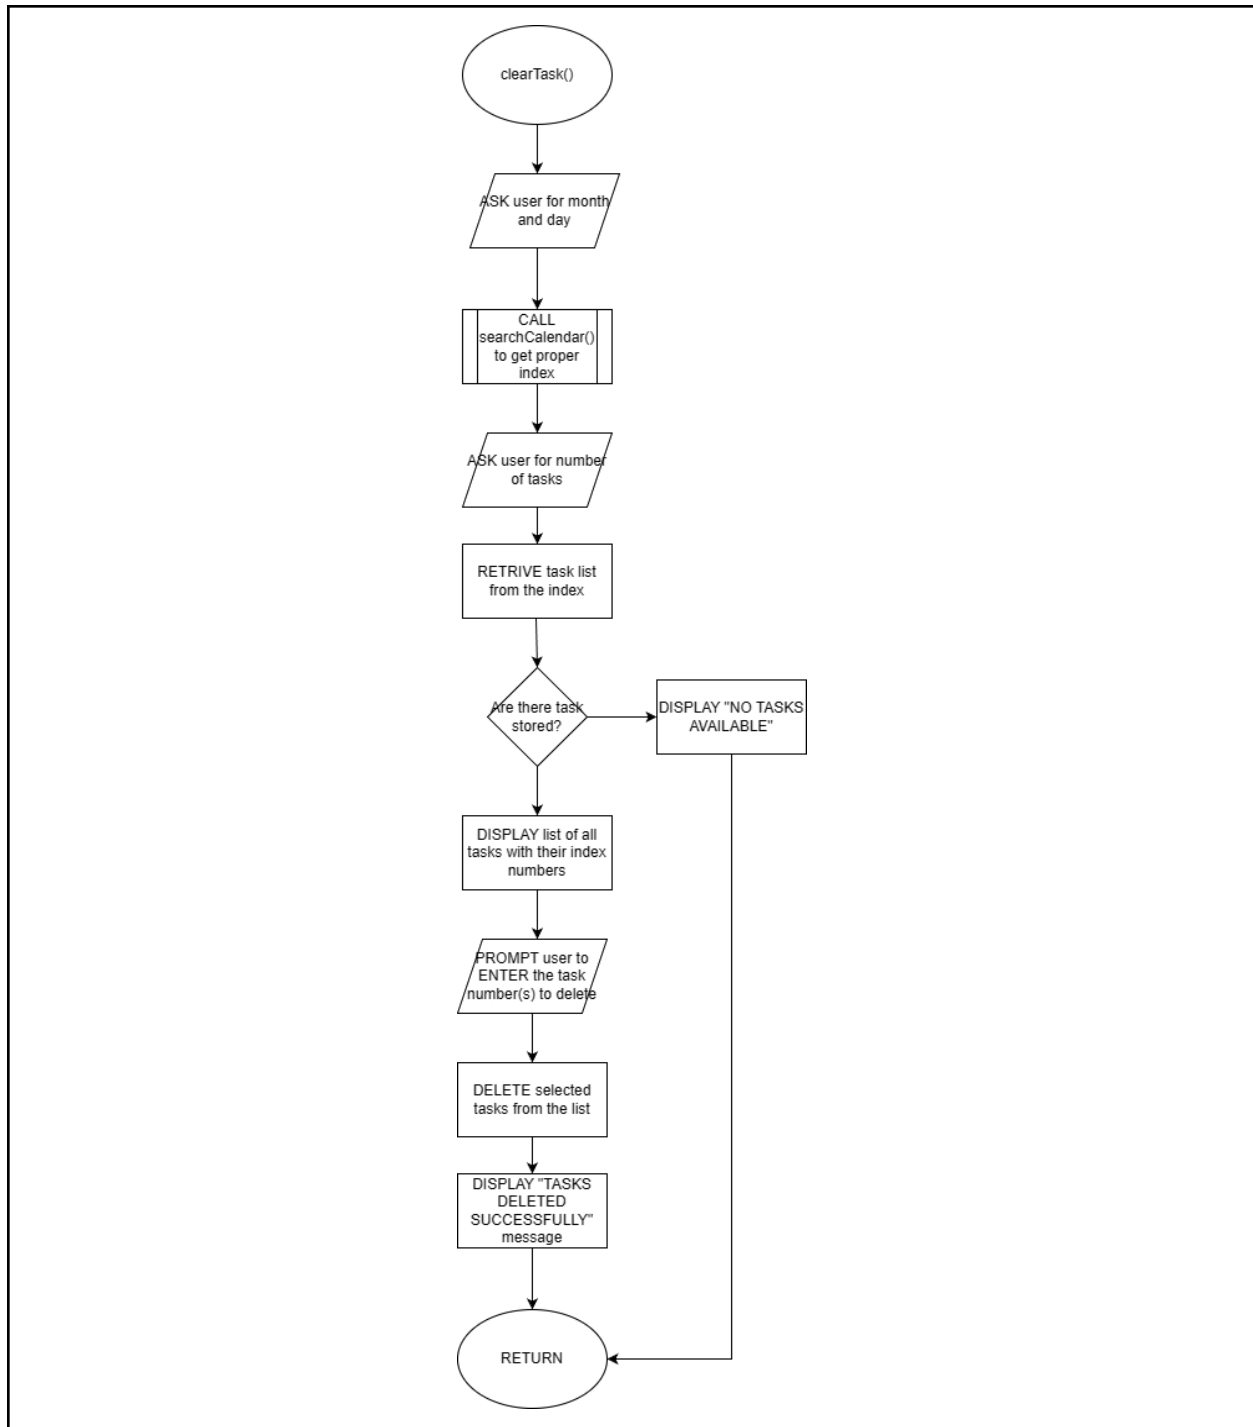 clearTask()
ASK user for month
and day
CALL
searchCalendar()
to get proper
index
ASK user for number
of tasks
RETRIVE task list
from the index
Are there task
stored?
DISPLAY "NO TASKS
AVAILABLE"
DISPLAY list of all
tasks with their index
numbers
PROMPT user to
ENTER the task
number(s) to delete
DELETE selected
tasks from the list
DISPLAY "TASKS
DELETED
SUCCESSFULLY"
message
RETURN